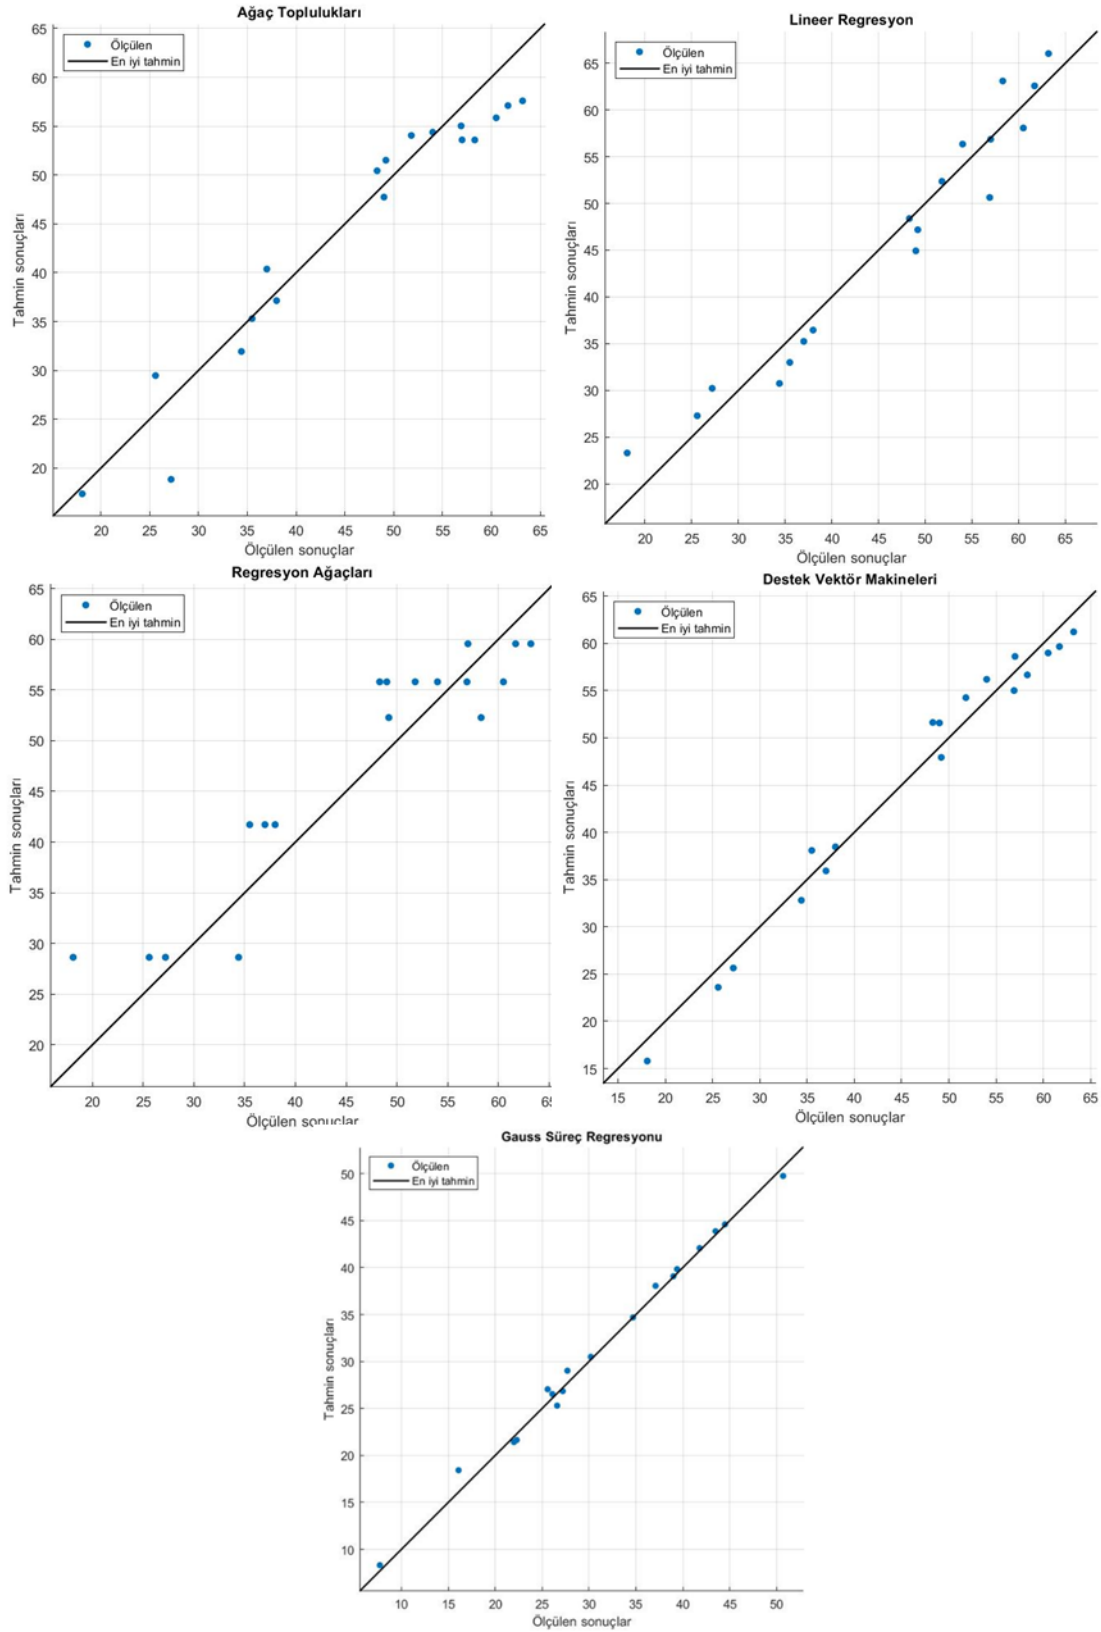 Ağaç Toplulukları
65
60
55
50
45
40
35
30
25
20
Ölçülen
En iyi tahmin
Tahmin sonuçları
20 25 30 35 40 45 50 55 60 65
Ölçülen sonuçlar
Lineer Regresyon
65
60
55
50
45
40
35
30
25
20
Ölçülen
En iyi tahmin
Tahmin sonuçları
20 25 30 35 40 45 50 55 60 65
Ölçülen sonuçlar
Regresyon Ağaçları
65
60
55
50
45
40
35
30
25
20
Ölçülen
En iyi tahmin
Tahmin sonuçları
20 25 30 35 40 45 50 55 60 65
Ölçülen sonuçlar
Destek Vektör Makineleri
65
60
55
50
45
40
35
30
25
20
15
Ölçülen
En iyi tahmin
Tahmin sonuçları
15 20 25 30 35 40 45 50 55 60 65
Ölçülen sonuçlar
Gauss Süreç Regresyonu
50
45
40
35
30
25
20
15
10
Ölçülen
En iyi tahmin
Tahmin sonuçları
10 15 20 25 30 35 40 45 50
Ölçülen sonuçlar